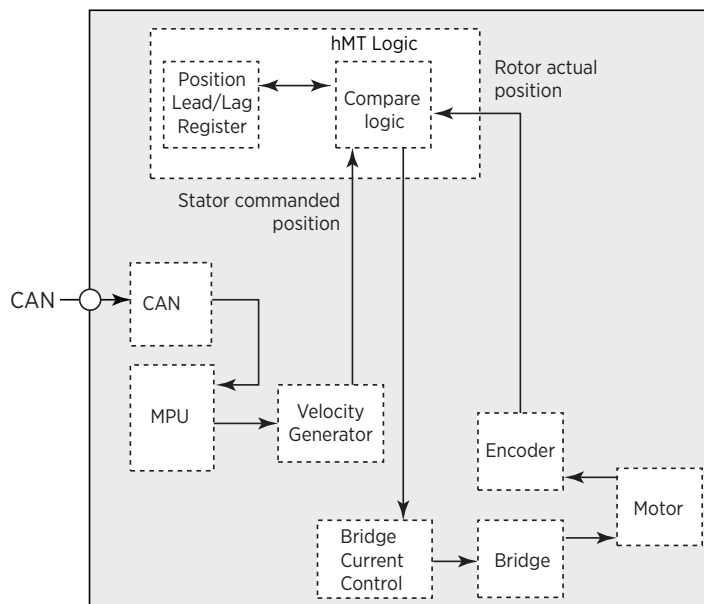 hMT Logic
Position
Lead/Lag
Register
Compare
logic
Rotor actual
position
Stator commanded
position
CAN
CAN
MPU
Velocity
Generator
Encoder
Motor
Bridge
Current
Control
Bridge